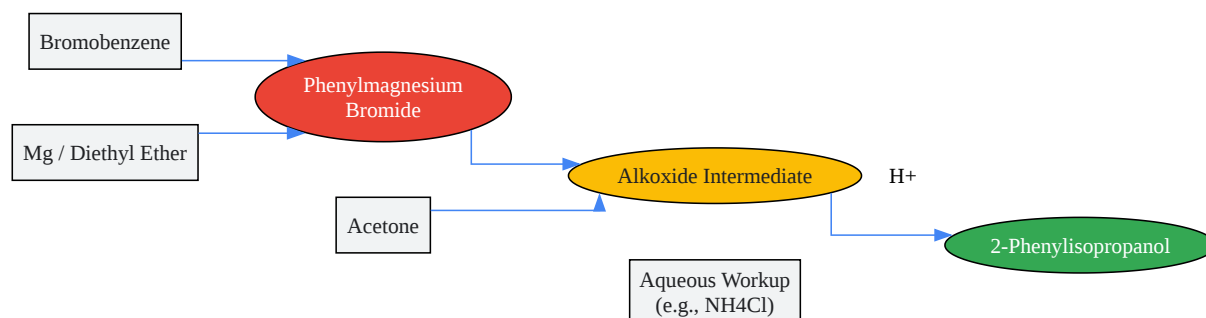 Bromobenzene
Phenylmagnesium
Bromide
Mg / Diethyl Ether
Alkoxide Intermediate
H+
Acetone
2-Phenylisopropanol
Aqueous Workup
(e.g., NH4Cl)